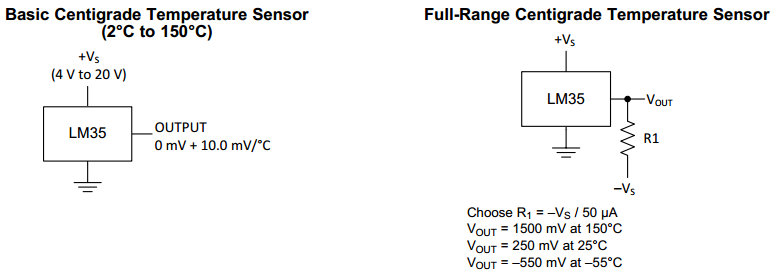 Basic Centigrade Temperature Sensor
(2°C to 150°C)
+Vs
(4 V to 20 V)
LM35
OUTPUT
0 mV + 10.0 mV/°C
Full-Range Centigrade Temperature Sensor
+Vs
LM35
VOUT
R1
–Vs
Choose R1 = –VS / 50 µA
VOUT = 1500 mV at 150°C
VOUT = 250 mV at 25°C
VOUT = –550 mV at –55°C